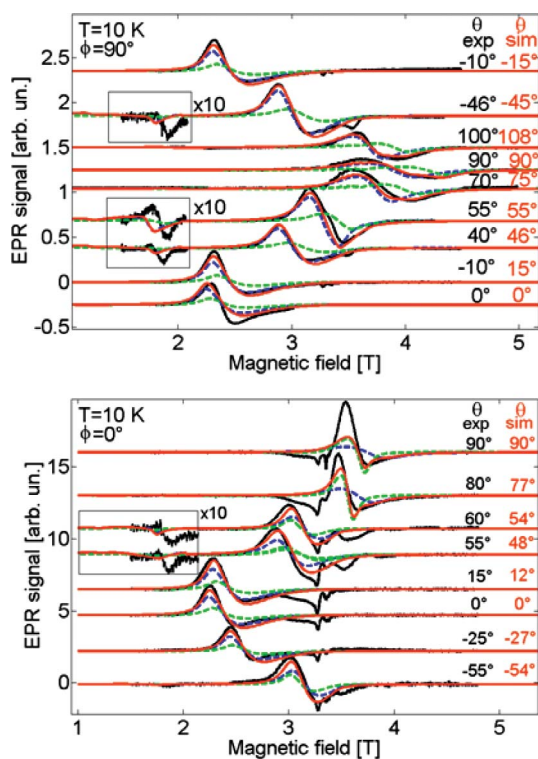 T=10 K
ϕ=90°
θ θ
exp sim
-10° -15°
-46° -45°
x10
100° 108°
90° 90°
70° 75°
x10
55° 55°
40° 46°
-10° 15°
0° 0°
2.5
2
1.5
1
0.5
0
-0.5
EPR signal [arb. un.]
2 3 4 5
Magnetic field [T]
T=10 K
ϕ=0°
θ θ
exp sim
90° 90°
80° 77°
x10
60° 54°
55° 48°
15° 12°
0° 0°
-25° -27°
-55° -54°
15
10
5
0
EPR signal [arb. un.]
1 2 3 4 5
Magnetic field [T]